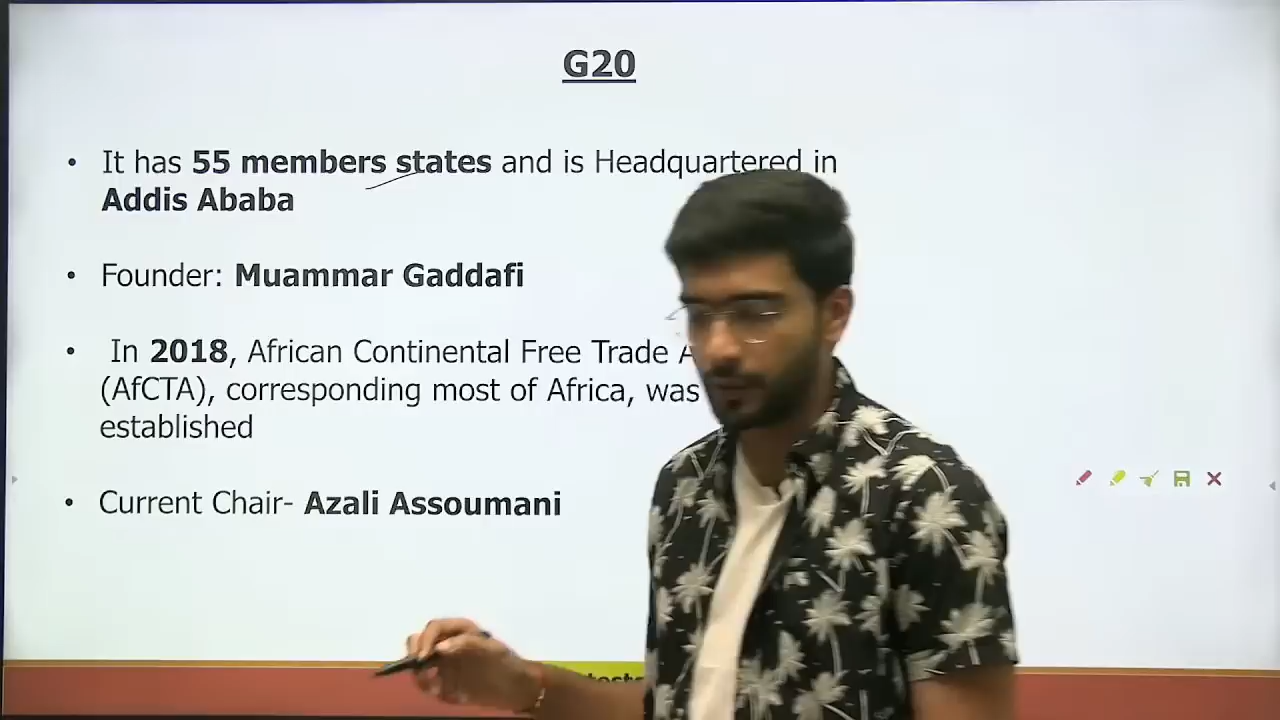 G20
• It has 55 members states and is Headquartered in
Addis Ababa
• Founder: Muammar Gaddafi
• In 2018, African Continental Free Trade
(AfCTA), corresponding most of Africa, was
established
• Current Chair- Azali Assoumani